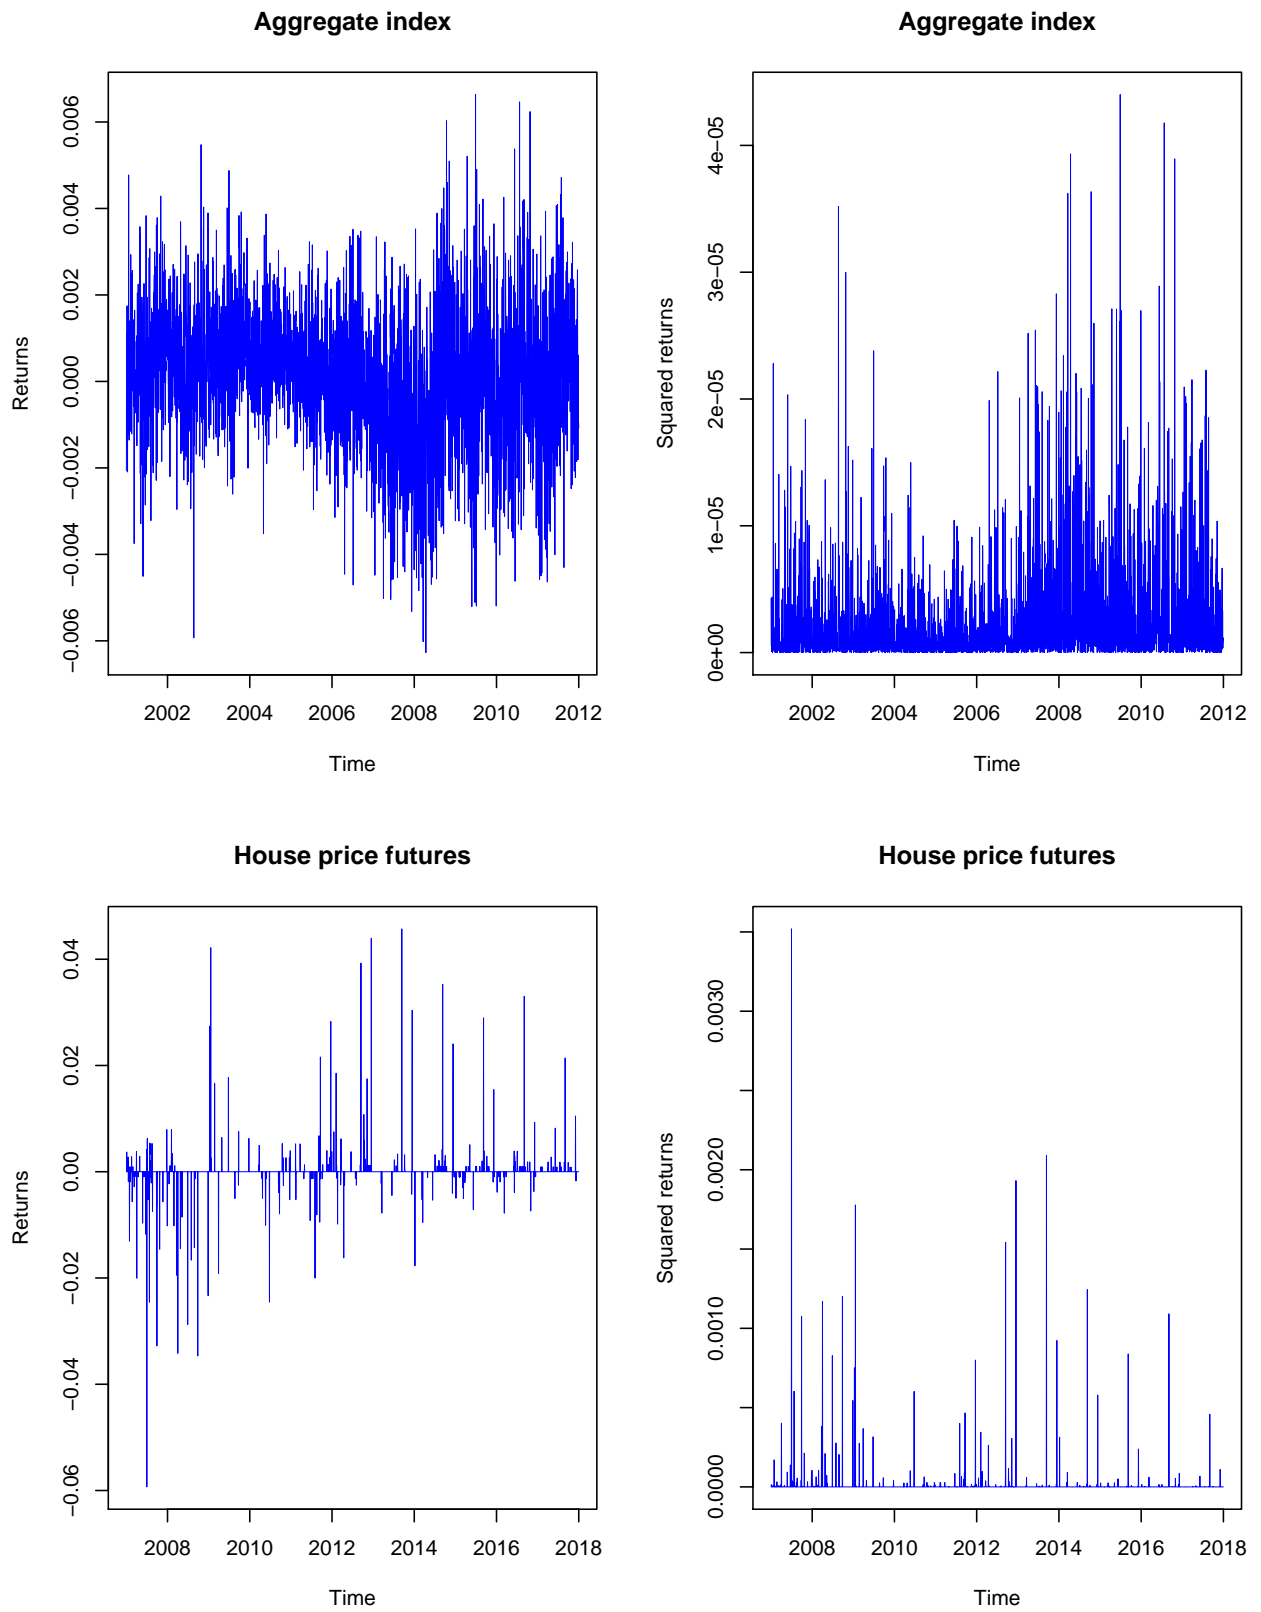 Aggregate index
Returns
0.006
0.004
0.002
0.000
−0.002
−0.004
−0.006
2002 2004 2006 2008 2010 2012
Time
Aggregate index
Squared returns
4e−05
3e−05
2e−05
1e−05
0e+00
2002 2004 2006 2008 2010 2012
Time
House price futures
Returns
0.04
0.02
0.00
−0.02
−0.04
−0.06
2008 2010 2012 2014 2016 2018
Time
House price futures
Squared returns
0.0030
0.0020
0.0010
0.0000
2008 2010 2012 2014 2016 2018
Time